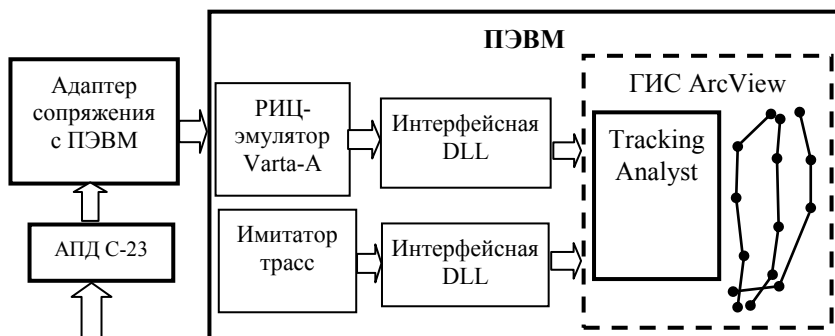 ПЭВМ
Адаптер
сопряжения
с ПЭВМ
АПД С-23
РИЦ-
эмулятор
Varta-A
Интерфейсная
DLL
Имитатор
трасс
Интерфейсная
DLL
ГИС ArcView
Tracking
Analyst